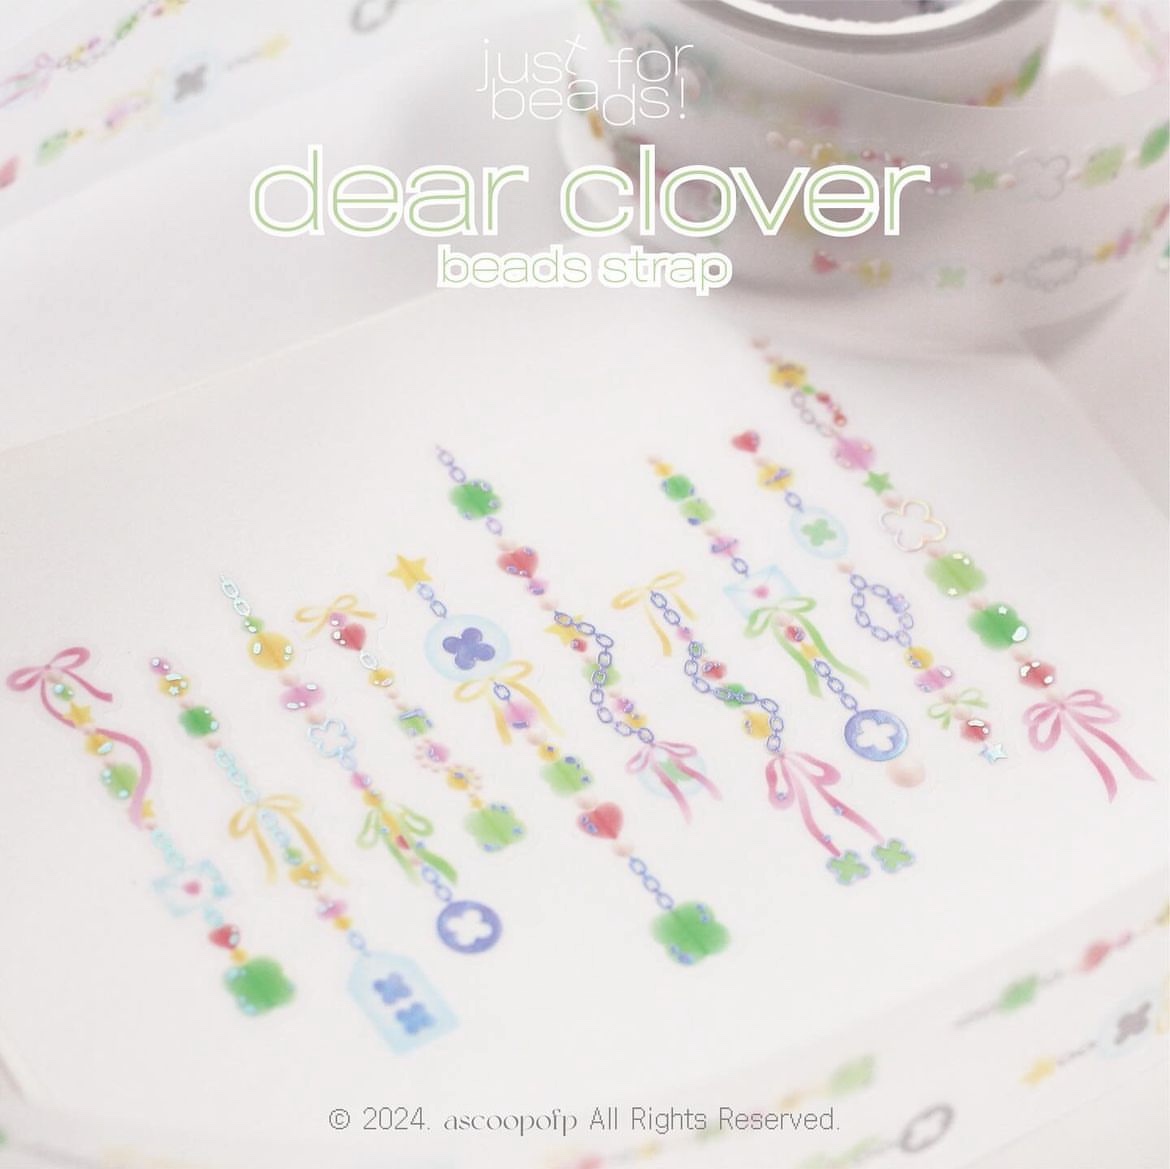 just for
beads!
dear clover
beads strap
© 2024. ascoopofp All Rights Reserved.